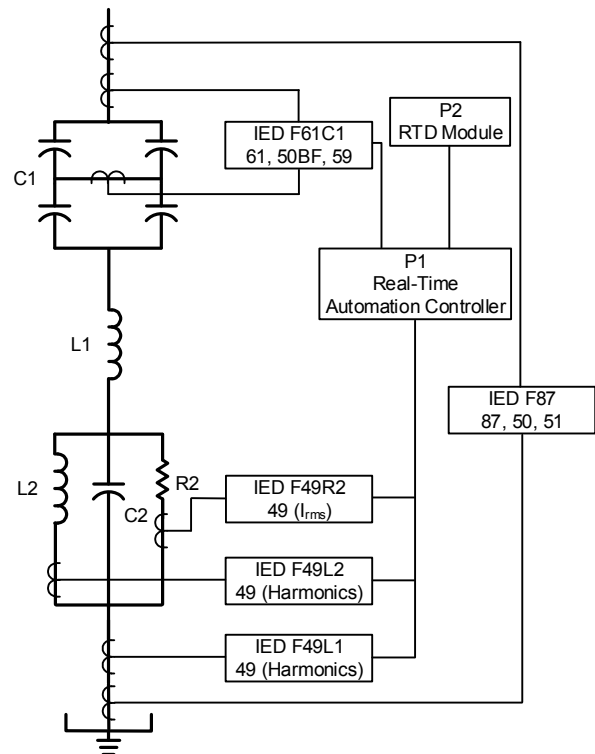 IED F61C1
61, 50BF, 59
P2
RTD Module
C1
P1
Real-Time
Automation Controller
L1
IED F87
87, 50, 51
L2
R2
C2
IED F49R2
49 (Irms)
IED F49L2
49 (Harmonics)
IED F49L1
49 (Harmonics)